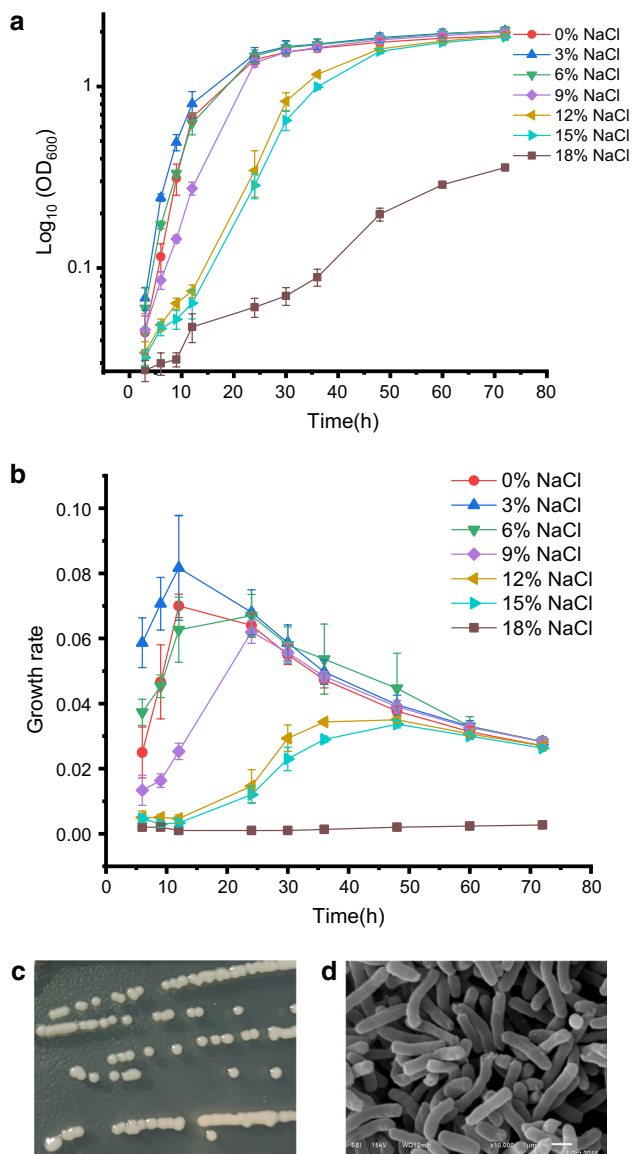 a
1
0.1
Log10 (OD600)
0 10 20 30 40 50 60 70 80
Time(h)
0% NaCl
3% NaCl
6% NaCl
9% NaCl
12% NaCl
15% NaCl
18% NaCl
b
0.10
0.08
0.06
0.04
0.02
0.00
Growth rate
0 10 20 30 40 50 60 70 80
Time(h)
0% NaCl
3% NaCl
6% NaCl
9% NaCl
12% NaCl
15% NaCl
18% NaCl
c
d
SEI 15kV WD12mm ×10,000 1μm